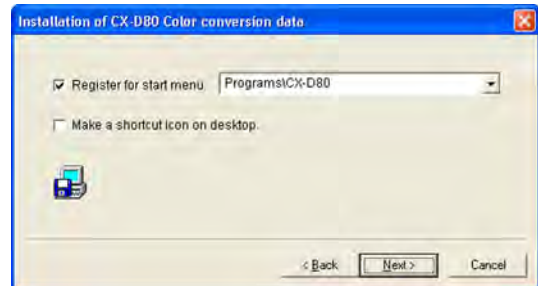 Installation of CX-D80 Color conversion data
Register for start menu Programs\CX-D80
Make a shortcut icon on desktop.
< Back Next > Cancel